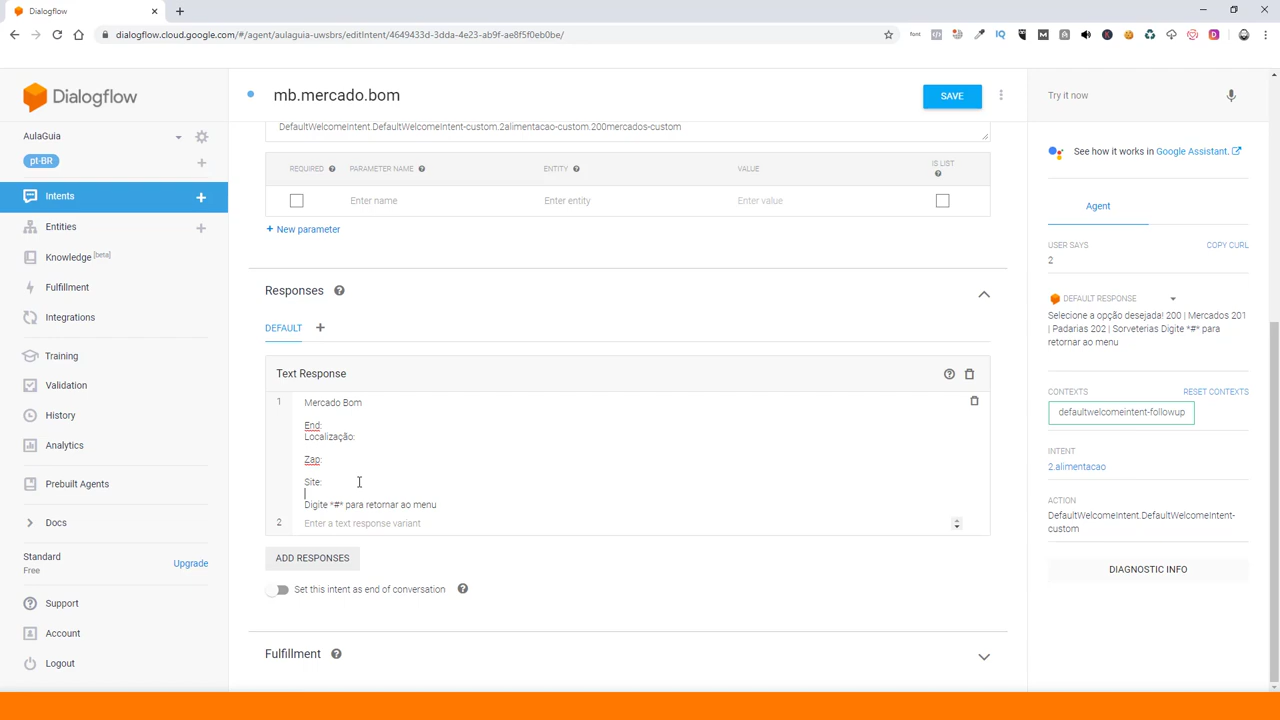 Dialogflow
dialogflow.cloud.google.com/#/agent/aulaguia-uwsbrs/editIntent/4649433d-3dda-4e23-ab9f-ae8f5f0eb0be/
Dialogflow
AulaGuia
pt-BR
Intents
Entities
Knowledge [beta]
Fulfillment
Integrations
Training
Validation
History
Analytics
Prebuilt Agents
Docs
Standard
Free
Upgrade
Support
Account
Logout
mb.mercado.bom
SAVE
DefaultWelcomeIntent.DefaultWelcomeIntent-custom.2alimentacao-custom.200mercados-custom
REQUIRED PARAMETER NAME ENTITY VALUE IS LIST
Enter name Enter entity Enter value
+ New parameter
Responses
DEFAULT +
Text Response
1 Mercado Bom
End:
Localização:
Zap:
Site:
Digite *#* para retornar ao menu
2 Enter a text response variant
ADD RESPONSES
Set this intent as end of conversation
Fulfillment
Try it now
See how it works in Google Assistant.
Agent
USER SAYS COPY CURL
2
DEFAULT RESPONSE
Selecione a opção desejada! 200 | Mercados 201
| Padarias 202 | Sorveterias Digite *#* para
retornar ao menu
CONTEXTS RESET CONTEXTS
defaultwelcomeintent-followup
INTENT
2.alimentacao
ACTION
DefaultWelcomeIntent.DefaultWelcomeIntent-
custom
DIAGNOSTIC INFO